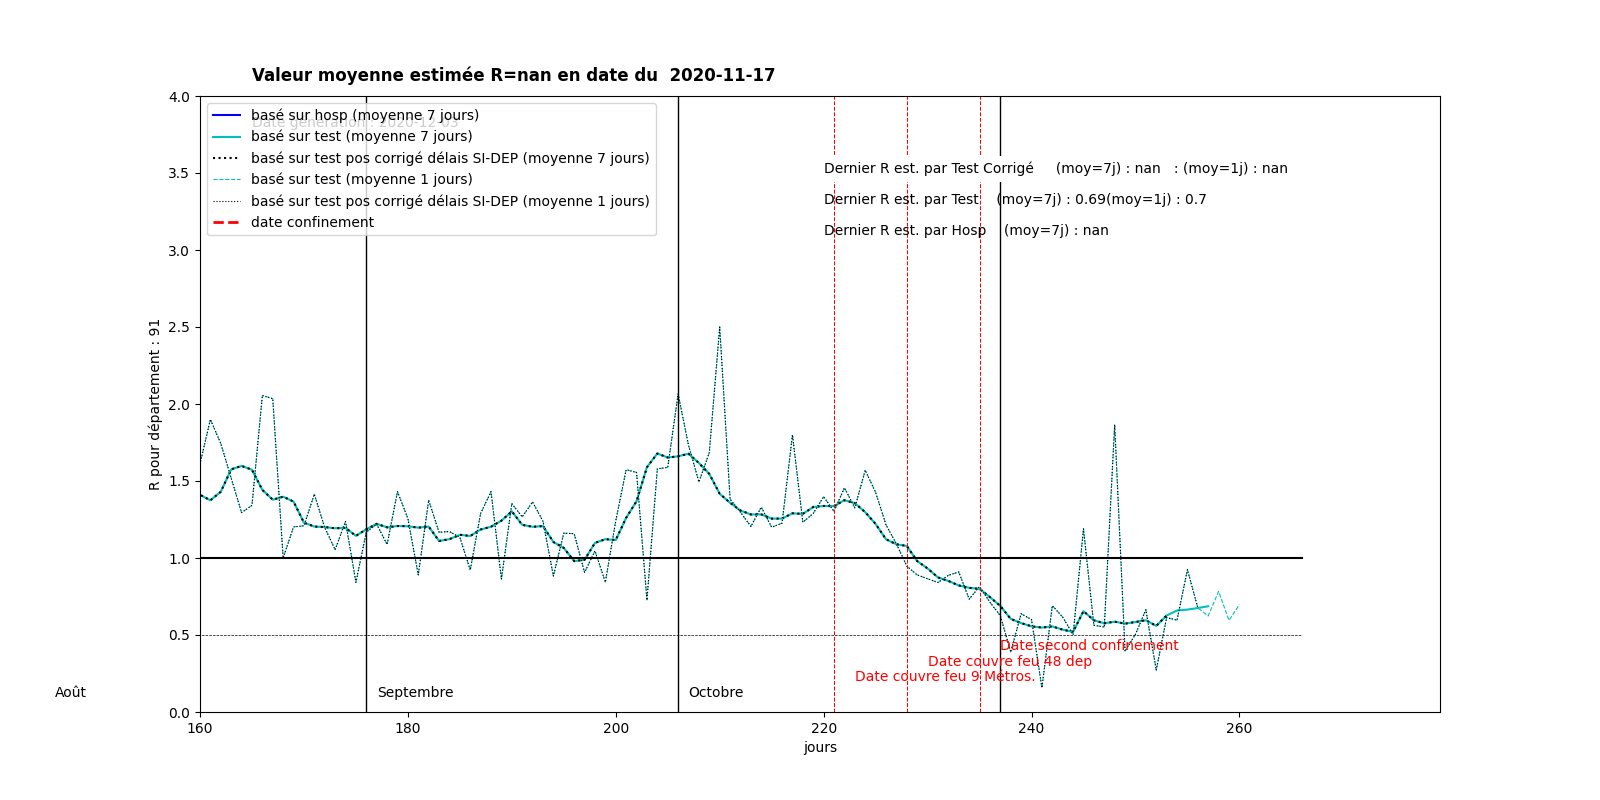 Valeur moyenne estimée R=nan en date du  2020-11-17
Date génération : 2020-12-03
basé sur hosp (moyenne 7 jours)
basé sur test (moyenne 7 jours)
basé sur test pos corrigé délais SI-DEP (moyenne 7 jours)
basé sur test (moyenne 1 jours)
basé sur test pos corrigé délais SI-DEP (moyenne 1 jours)
date confinement
Dernier R est. par Test Corrigé (moy=7j) : nan : (moy=1j) : nan
Dernier R est. par Test (moy=7j) : 0.69(moy=1j) : 0.7
Dernier R est. par Hosp (moy=7j) : nan
4.0
3.5
3.0
2.5
2.0
1.5
1.0
0.5
0.0
R pour département : 91
Date second confinement
Date couvre feu 48 dep
Date couvre feu 9 Métros.
Août
Septembre
Octobre
160
180
200
220
240
260
jours